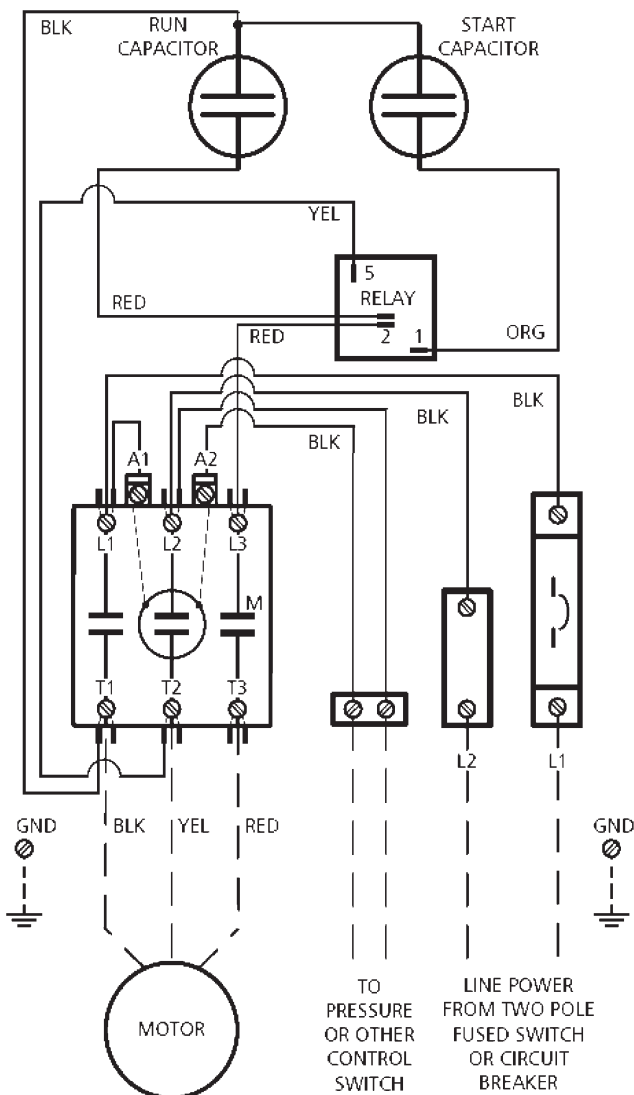 BLK
RUN
CAPACITOR
START
CAPACITOR
YEL
5
RELAY
2
1
RED
RED
ORG
BLK
BLK
BLK
A1
A2
L1
L2
L3
M
T1
T2
T3
L2
L1
GND
BLK
YEL
RED
GND
MOTOR
TO
PRESSURE
OR OTHER
CONTROL
SWITCH
LINE POWER
FROM TWO POLE
FUSED SWITCH
OR CIRCUIT
BREAKER